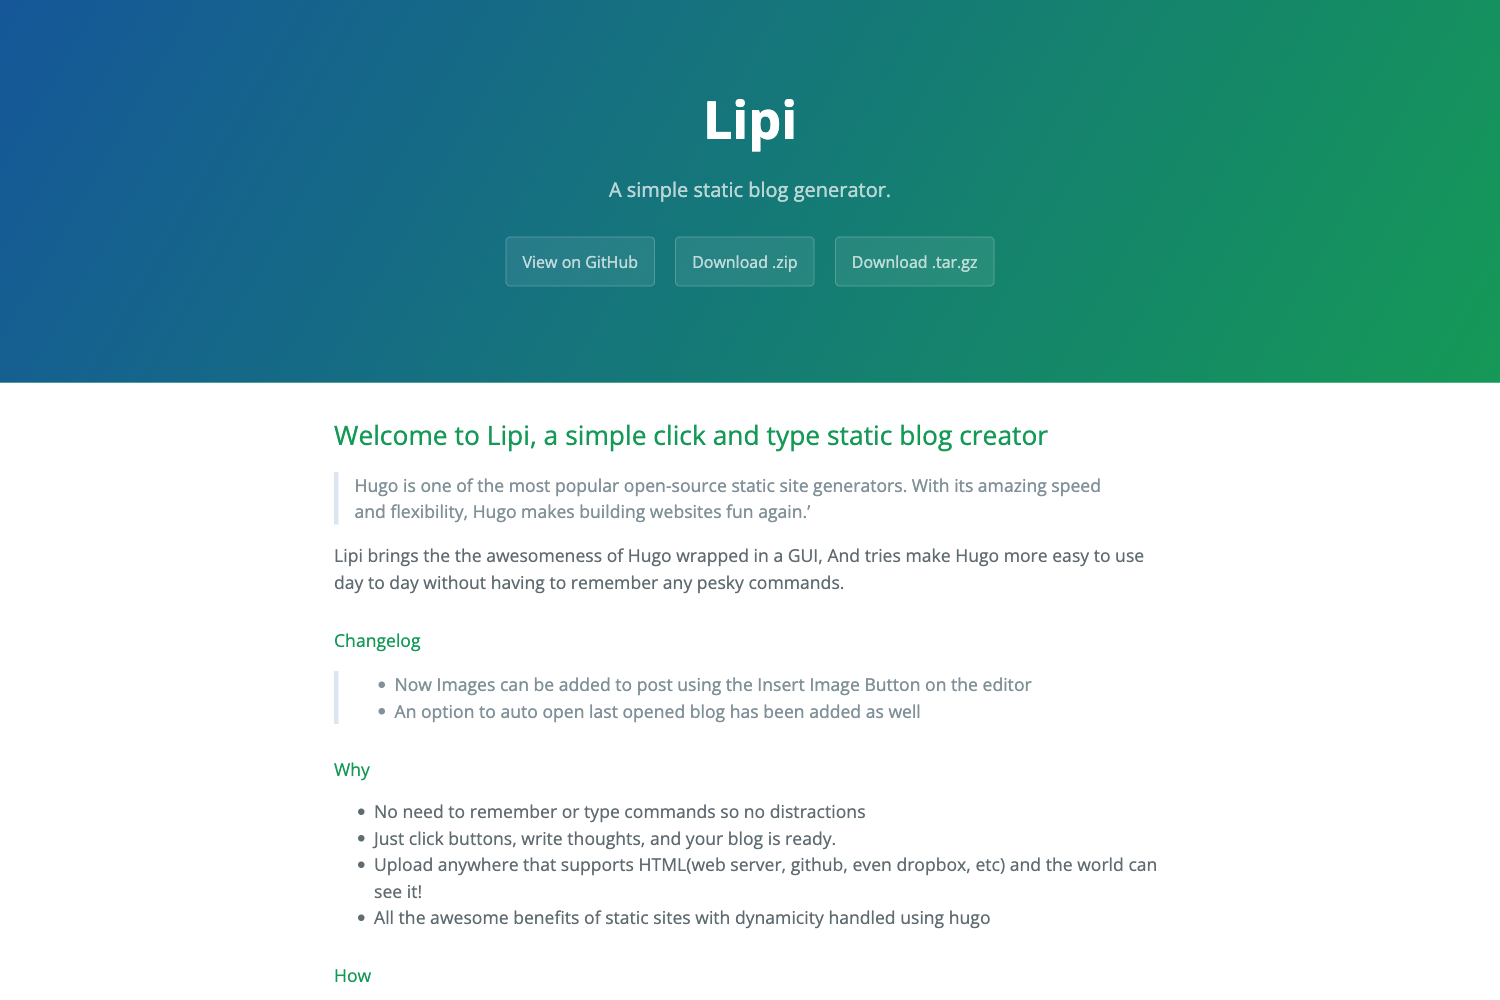 Lipi
A simple static blog generator.
View on GitHub
Download .zip
Download .tar.gz
Welcome to Lipi, a simple click and type static blog creator
Hugo is one of the most popular open-source static site generators. With its amazing speed
and flexibility, Hugo makes building websites fun again.’
Lipi brings the the awesomeness of Hugo wrapped in a GUI, And tries make Hugo more easy to use
day to day without having to remember any pesky commands.
Changelog
• Now Images can be added to post using the Insert Image Button on the editor
• An option to auto open last opened blog has been added as well
Why
• No need to remember or type commands so no distractions
• Just click buttons, write thoughts, and your blog is ready.
• Upload anywhere that supports HTML(web server, github, even dropbox, etc) and the world can
see it!
• All the awesome benefits of static sites with dynamicity handled using hugo
How